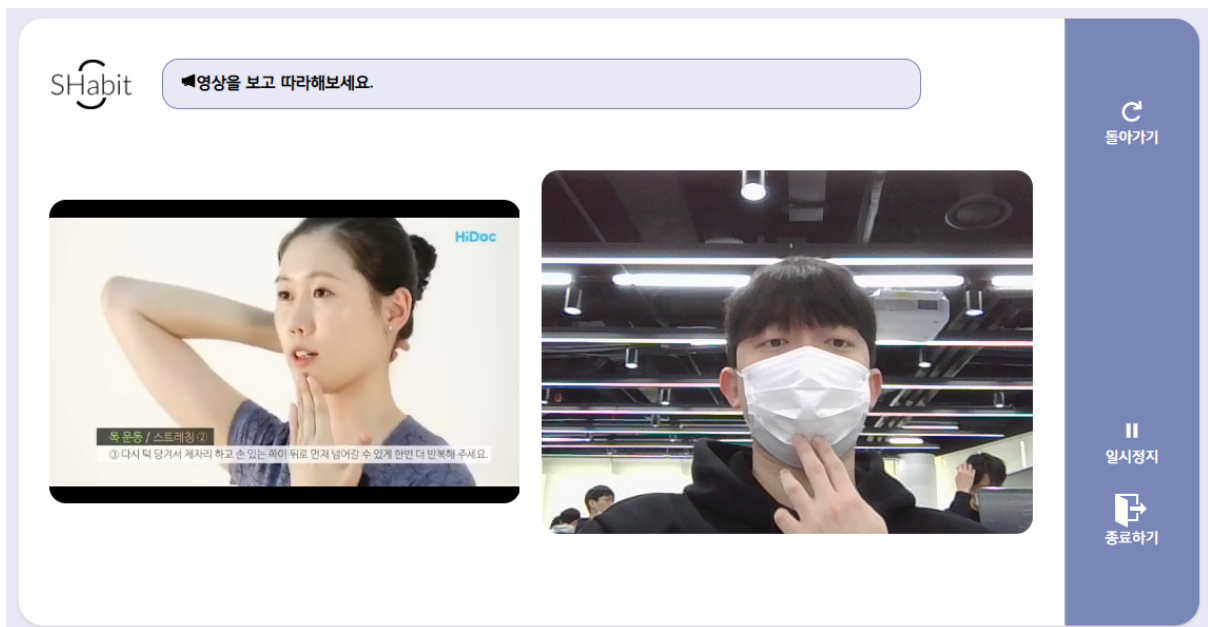 SHabit
영상을 보고 따라해보세요.
돌아가기
HiDoc
목 운동 / 스트레칭 ②
③ 다시 턱 당겨서 제자리 하고 손 있는 쪽이 뒤로 먼저 넘어갈 수 있게 한번 더 반복해 주세요.
일시정지
종료하기